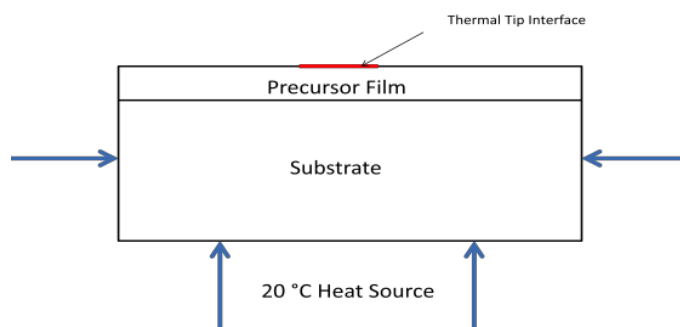 Thermal Tip Interface
Precursor Film
Substrate
20 °C Heat Source